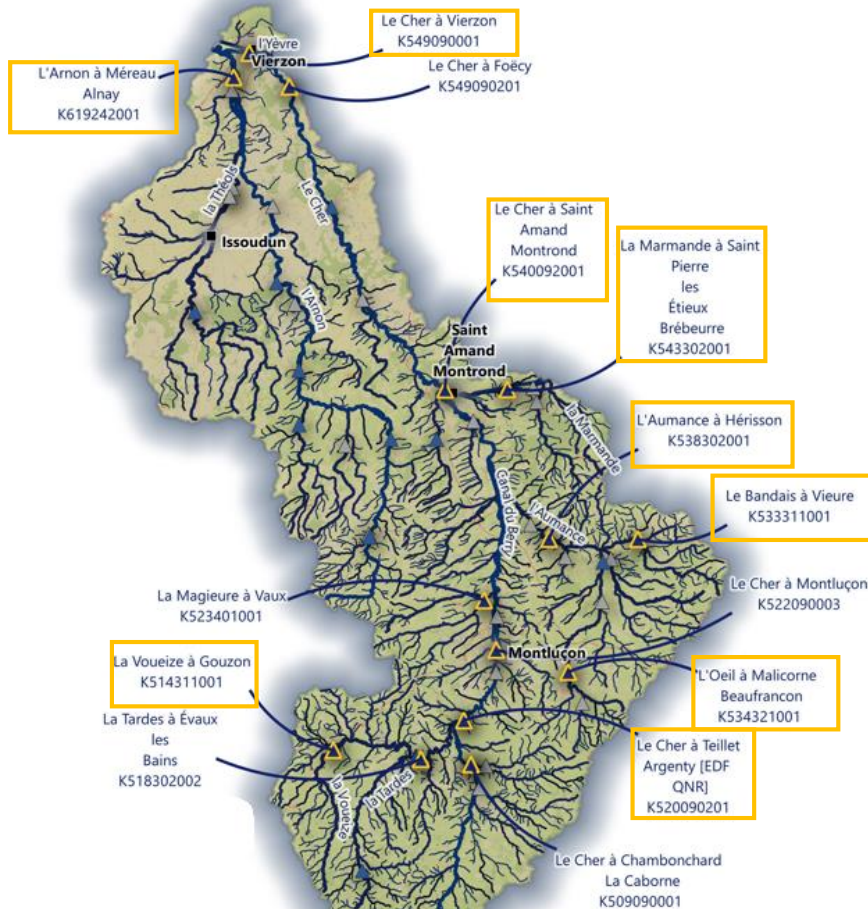 Le Cher à Vierzon
K549090001
l'Yèvre
Vierzon
L'Arnon à Méreau
Alnay
K619242001
Le Cher à Foëcy
K549090201
la Théols
Le Cher
Issoudun
l'Arnon
Le Cher à Saint
Amand
Montrond
K540092001
La Marmande à Saint
Pierre
les
Étieux
Brébeurre
K543302001
Saint
Amand
Montrond
la Marmande
L'Aumance à Hérisson
K538302001
Canal du Berry
l'Aumance
Le Bandais à Vieure
K533311001
La Magieure à Vaux
K523401001
Le Cher à Montluçon
K522090003
Montluçon
La Voueize à Gouzon
K514311001
L'Oeil à Malicorne
Beaufrancon
K534321001
La Tardes à Évaux
les
Bains
K518302002
la Voueize
la Tardes
Le Cher à Teillet
Argenty [EDF
QNR]
K520090201
Le Cher à Chambonchard
La Caborne
K509090001